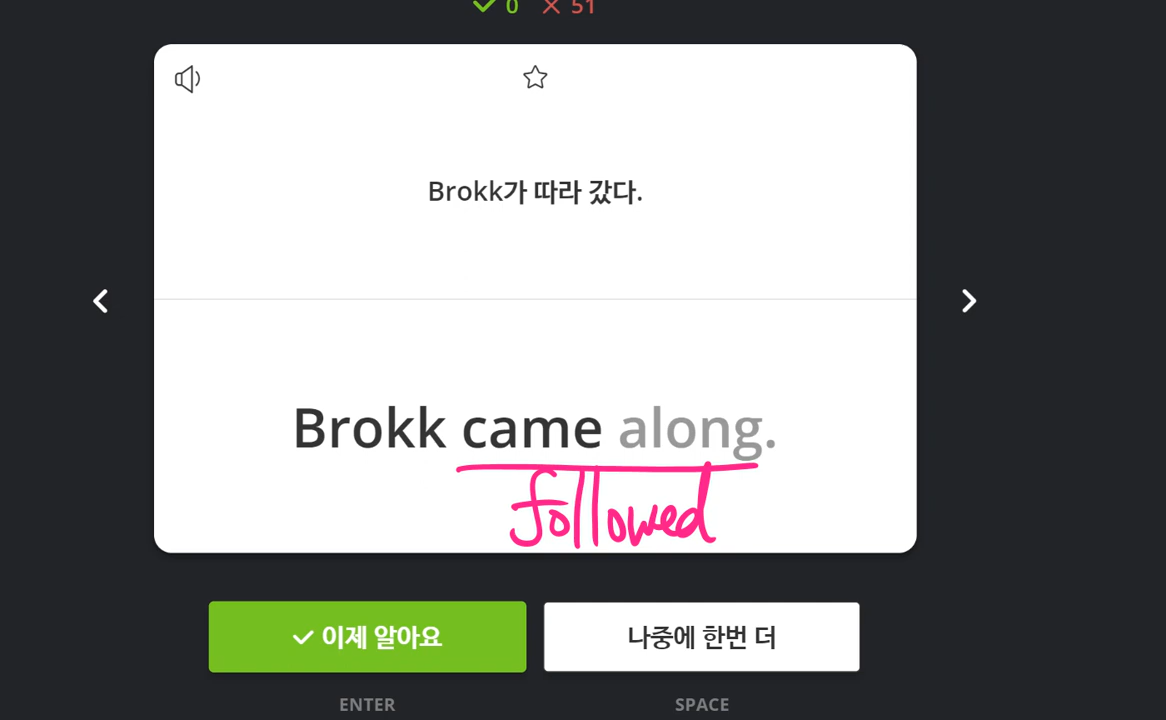 0 51
Brokk가 따라 갔다.
Brokk came along.
followed
이제 알아요 나중에 한번 더
ENTER SPACE